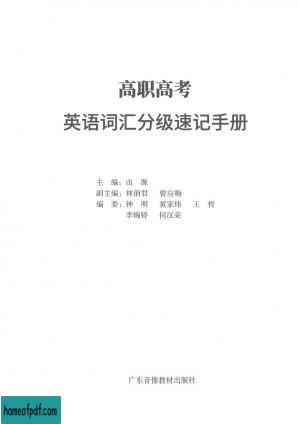 高职高考
英语词汇分级速记手册
主 编：由 源
副主编：林俏君 曾应梅
编 委：钟 明 黄家炜 王 哲
李婉婷 何汉荣
广东音像教材出版社
homeofpdf.com